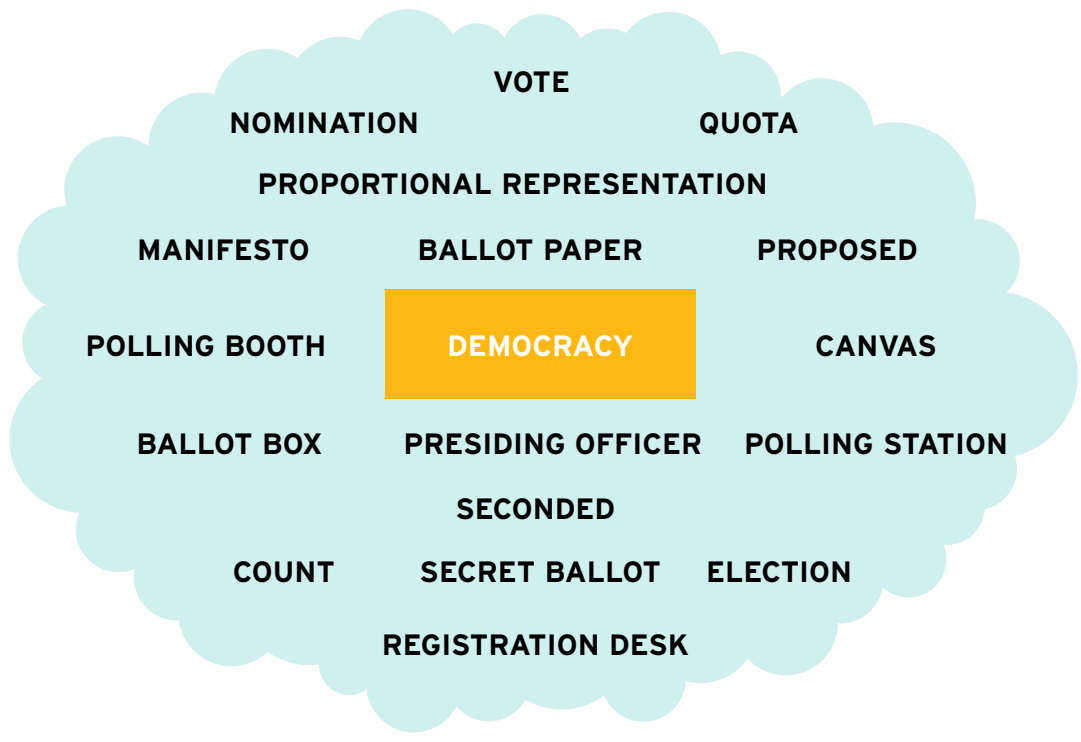 VOTE
NOMINATION QUOTA
PROPORTIONAL REPRESENTATION
MANIFESTO BALLOT PAPER PROPOSED
POLLING BOOTH DEMOCRACY CANVAS
BALLOT BOX PRESIDING OFFICER POLLING STATION
SECONDED
COUNT SECRET BALLOT ELECTION
REGISTRATION DESK